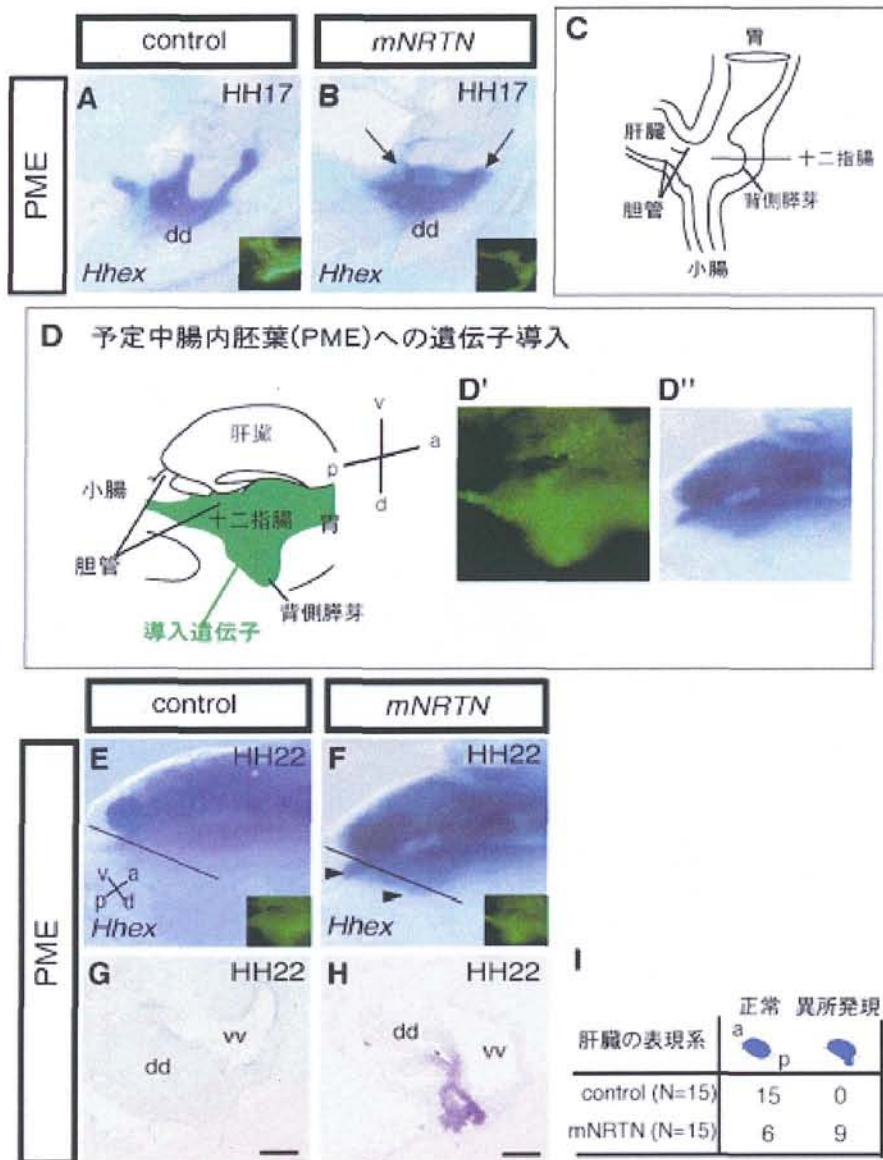 control
mNRTN
PME
A
HH17
dd
Hhex
B
HH17
dd
Hhex
C
胃
肝臓
十二指腸
胆管
背側膵芽
小腸
D 予定中腸内胚葉(PME)への遺伝子導入
肝臓
v
a
p
d
小腸
十二指腸
胃
胆管
背側膵芽
導入遺伝子
D'
D''
control
mNRTN
PME
E
HH22
v
a
p
d
Hhex
F
HH22
Hhex
G
HH22
vv
dd
H
HH22
dd
vv
I
正常 異所発現
肝臓の表現系
a
p
control (N=15) 15 0
mNRTN (N=15) 6 9